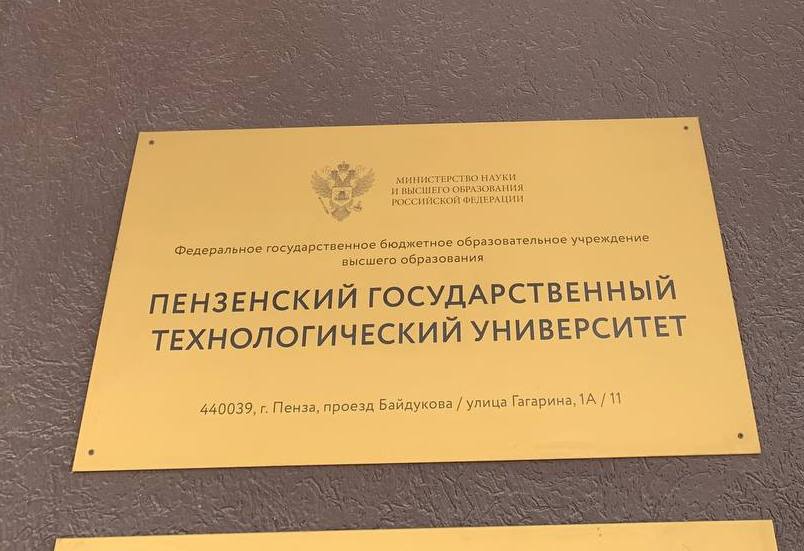 МИНИСТЕРСТВО НАУКИ
И ВЫСШЕГО ОБРАЗОВАНИЯ
РОССИЙСКОЙ ФЕДЕРАЦИИ
Федеральное государственное бюджетное образовательное учреждение
высшего образования
ПЕНЗЕНСКИЙ ГОСУДАРСТВЕННЫЙ
ТЕХНОЛОГИЧЕСКИЙ УНИВЕРСИТЕТ
440039, г. Пенза, проезд Байдукова / улица Гагарина, 1А / 11